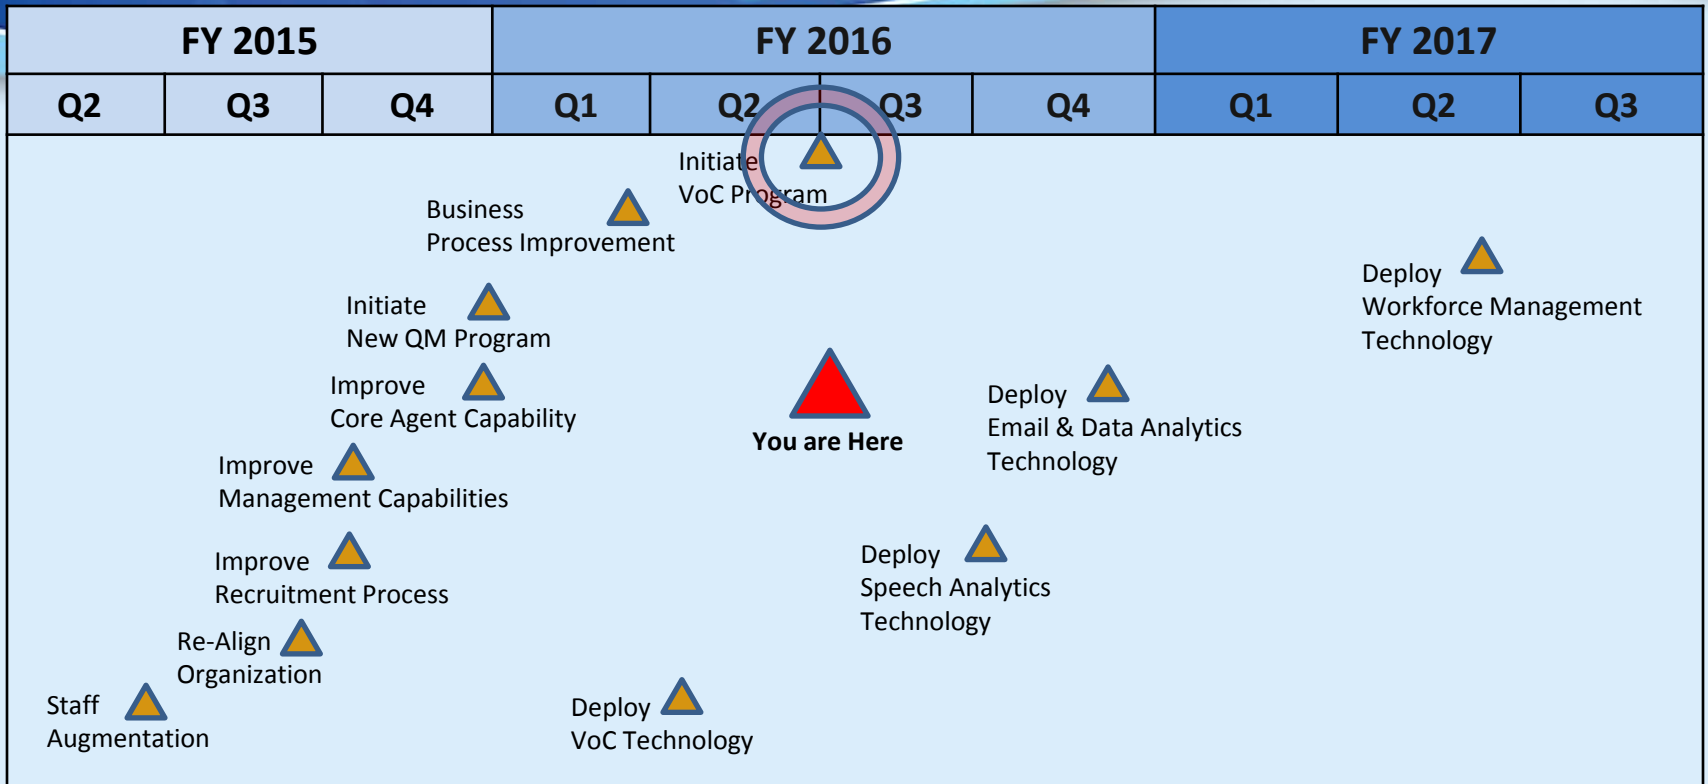 FY 2015 FY 2016 FY 2017
Q2 Q3 Q4 Q1 Q2 Q3 Q4 Q1 Q2 Q3
Initiate
VoC Program
Business
Process Improvement
Deploy
Workforce Management
Technology
Initiate
New QM Program
Improve
Core Agent Capability
You are Here
Deploy
Email & Data Analytics
Technology
Improve
Management Capabilities
Improve
Recruitment Process
Deploy
Speech Analytics
Technology
Re-Align
Organization
Staff
Augmentation
Deploy
VoC Technology